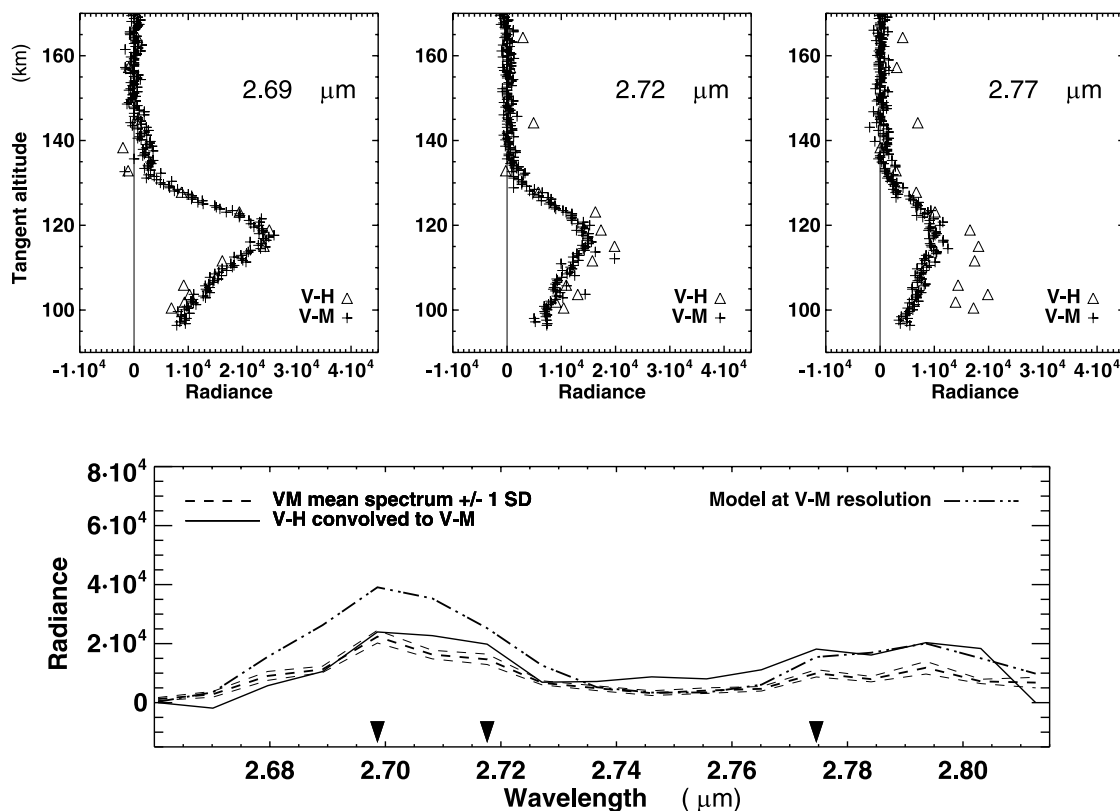 Tangent altitude (km)
160
140
120
100
2.69 μm
V-H
V-M
-1·10⁴ 0 1·10⁴ 2·10⁴ 3·10⁴ 4·10⁴
Radiance
160
140
120
100
2.72 μm
V-H
V-M
-1·10⁴ 0 1·10⁴ 2·10⁴ 3·10⁴ 4·10⁴
Radiance
160
140
120
100
2.77 μm
V-H
V-M
-1·10⁴ 0 1·10⁴ 2·10⁴ 3·10⁴ 4·10⁴
Radiance
Radiance
8·10⁴
6·10⁴
4·10⁴
2·10⁴
0
VM mean spectrum +/- 1 SD
V-H convolved to V-M
Model at V-M resolution
2.68 2.70 2.72 2.74 2.76 2.78 2.80
Wavelength ( μm)